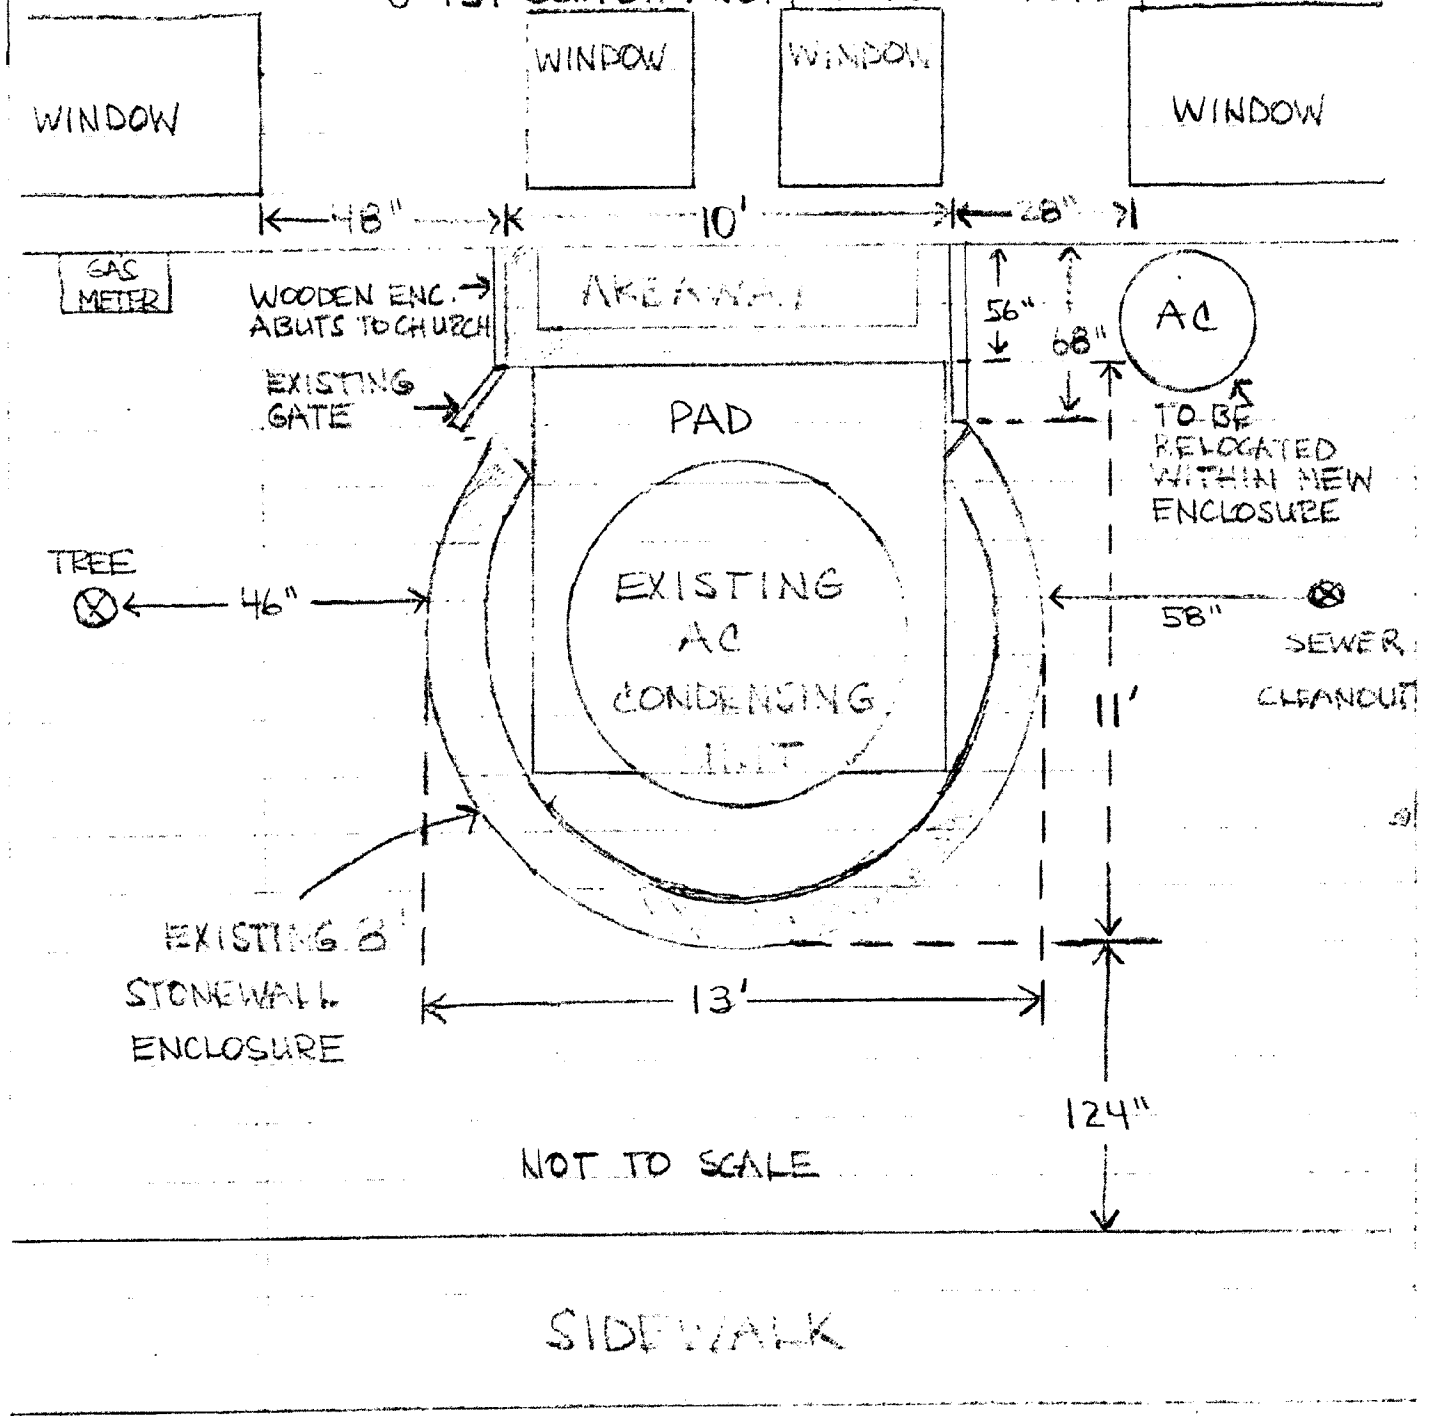 WINDOW
WINDOW
WINDOW
WINDOW
48"
10'
28"
GAS
METER
WOODEN ENC.
ABUTS TO CHURCH
AREAWAY
56"
68"
AC
EXISTING
GATE
PAD
TO BE
RELOCATED
WITHIN NEW
ENCLOSURE
TREE
46"
EXISTING
AC
CONDENSING
UNIT
58"
SEWER
CLEANOUT
11'
EXISTING 8"
STONEWALL
ENCLOSURE
13'
124"
NOT TO SCALE
SIDEWALK